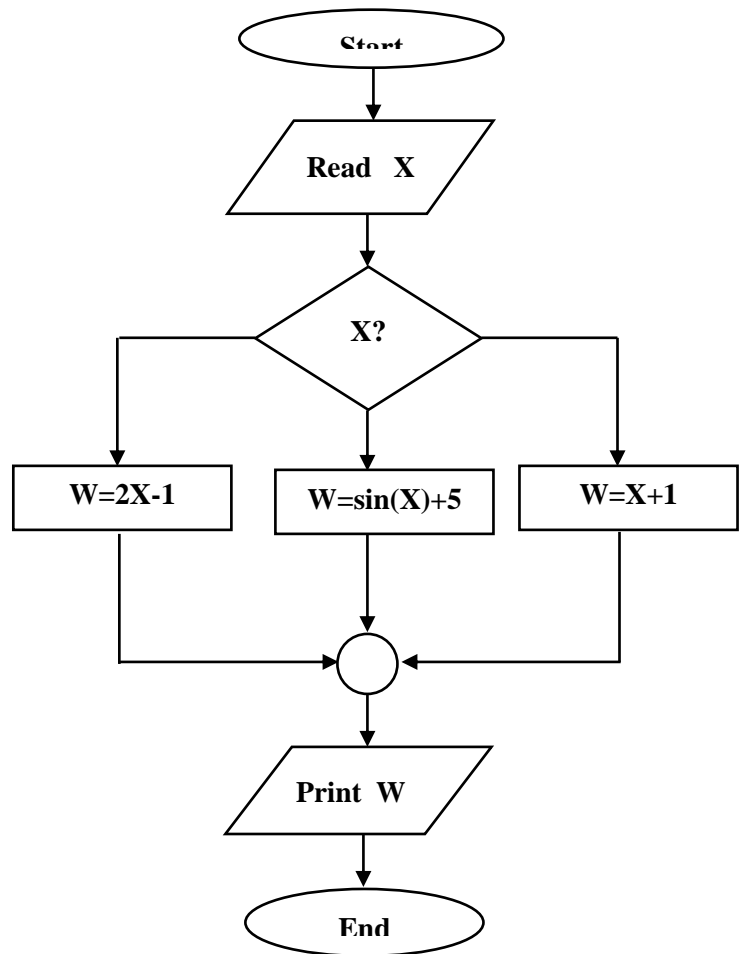 Start
Read X
X?
W=2X-1
W=sin(X)+5
W=X+1
Print W
End